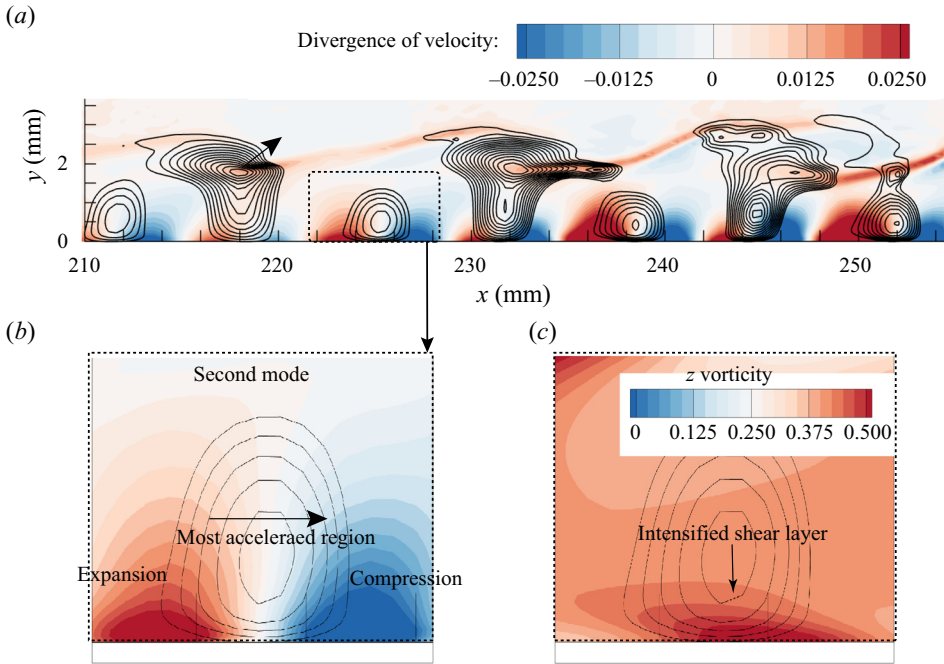 (a)
Divergence of velocity:
−0.0250 −0.0125 0 0.0125 0.0250
y (mm)
2
0
210 220 230 240 250
x (mm)
(b)
Second mode
Most acceleraed region
Expansion
Compression
(c)
z vorticity
0 0.125 0.250 0.375 0.500
Intensified shear layer